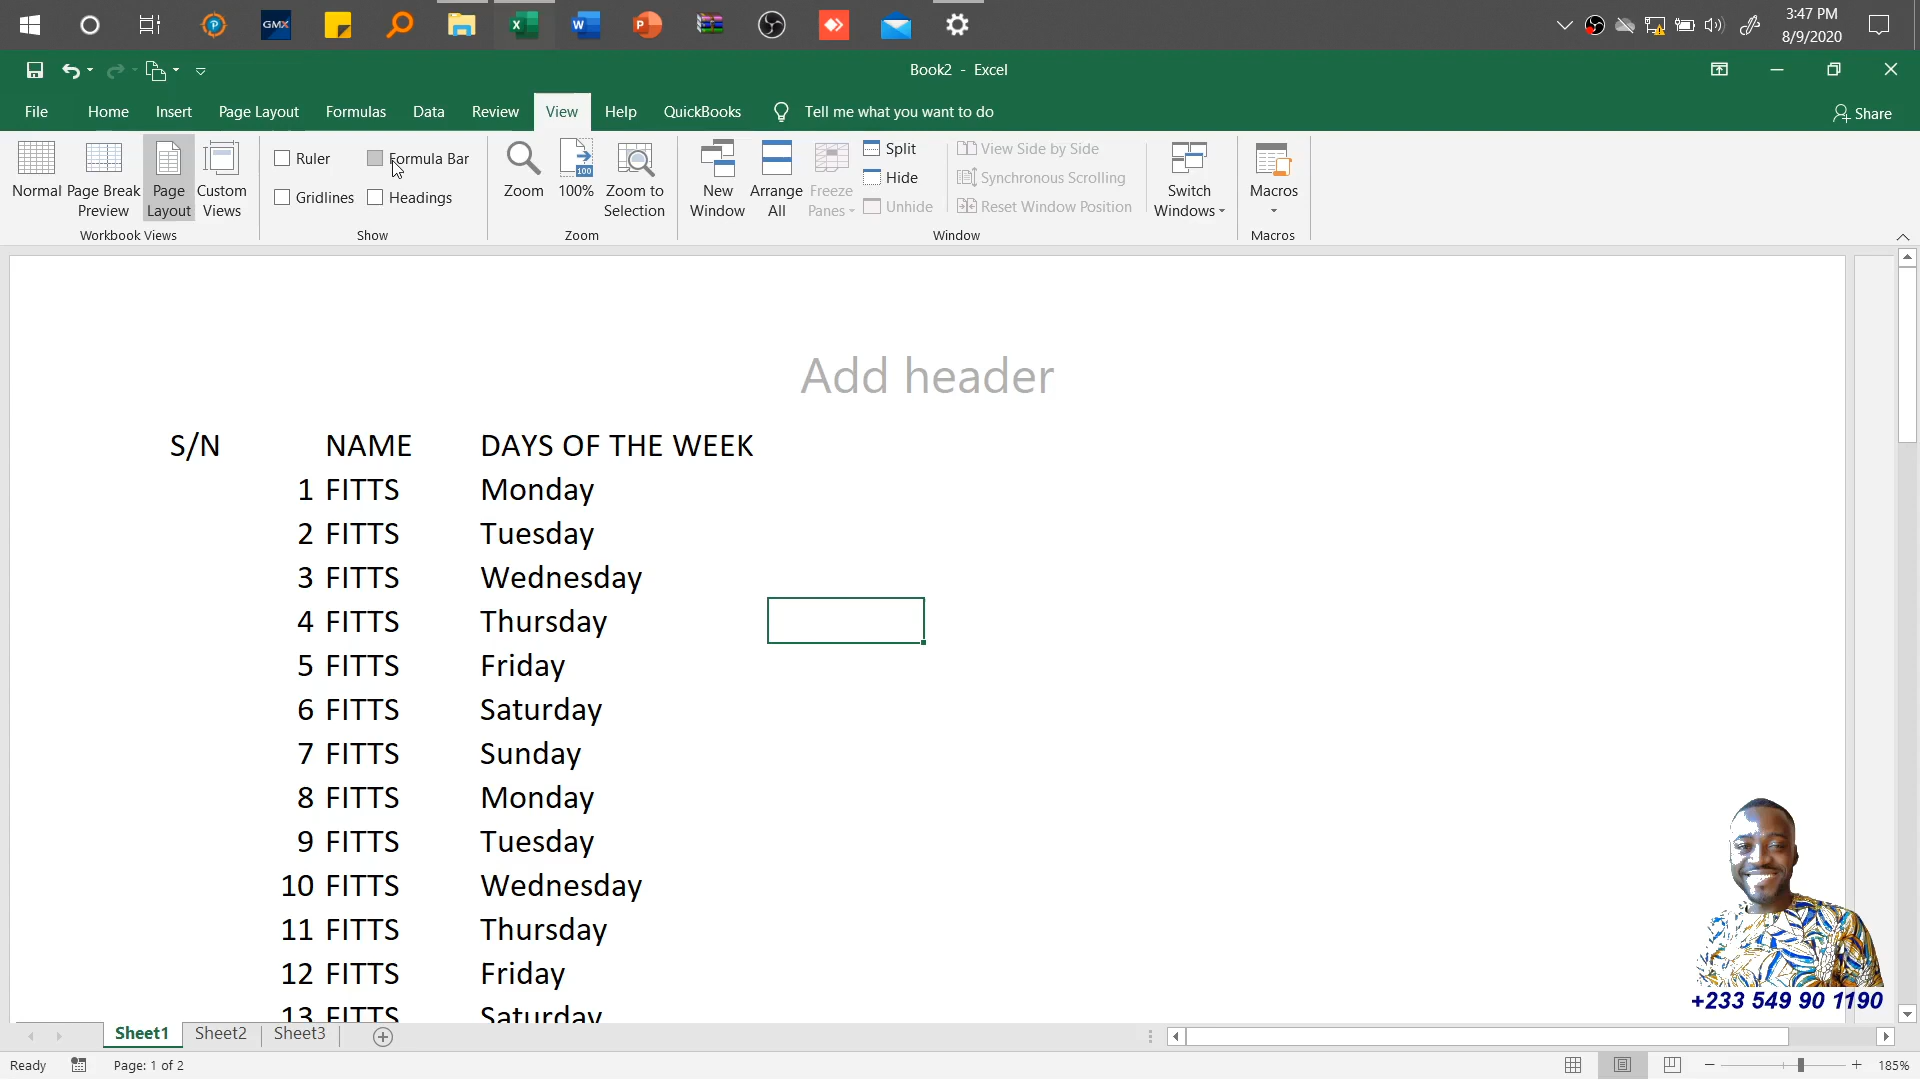 GMX
3:47 PM
8/9/2020
Book2 - Excel
File Home Insert Page Layout Formulas Data Review View Help QuickBooks Tell me what you want to do Share
Ruler Formula Bar
Gridlines Headings
Normal Page Break Preview Page Layout Custom Views
Workbook Views Show
Zoom 100% Zoom to Selection
100
Zoom
New Window Arrange All Freeze Panes
Split
Hide
Unhide
View Side by Side
Synchronous Scrolling
Reset Window Position
Window
Switch Windows
Macros
Macros
Add header
S/N NAME DAYS OF THE WEEK
1 FITTS Monday
2 FITTS Tuesday
3 FITTS Wednesday
4 FITTS Thursday
5 FITTS Friday
6 FITTS Saturday
7 FITTS Sunday
8 FITTS Monday
9 FITTS Tuesday
10 FITTS Wednesday
11 FITTS Thursday
12 FITTS Friday
13 FITTS Saturday
+233 549 90 1190
Sheet1 Sheet2 Sheet3
Ready Page: 1 of 2 185%